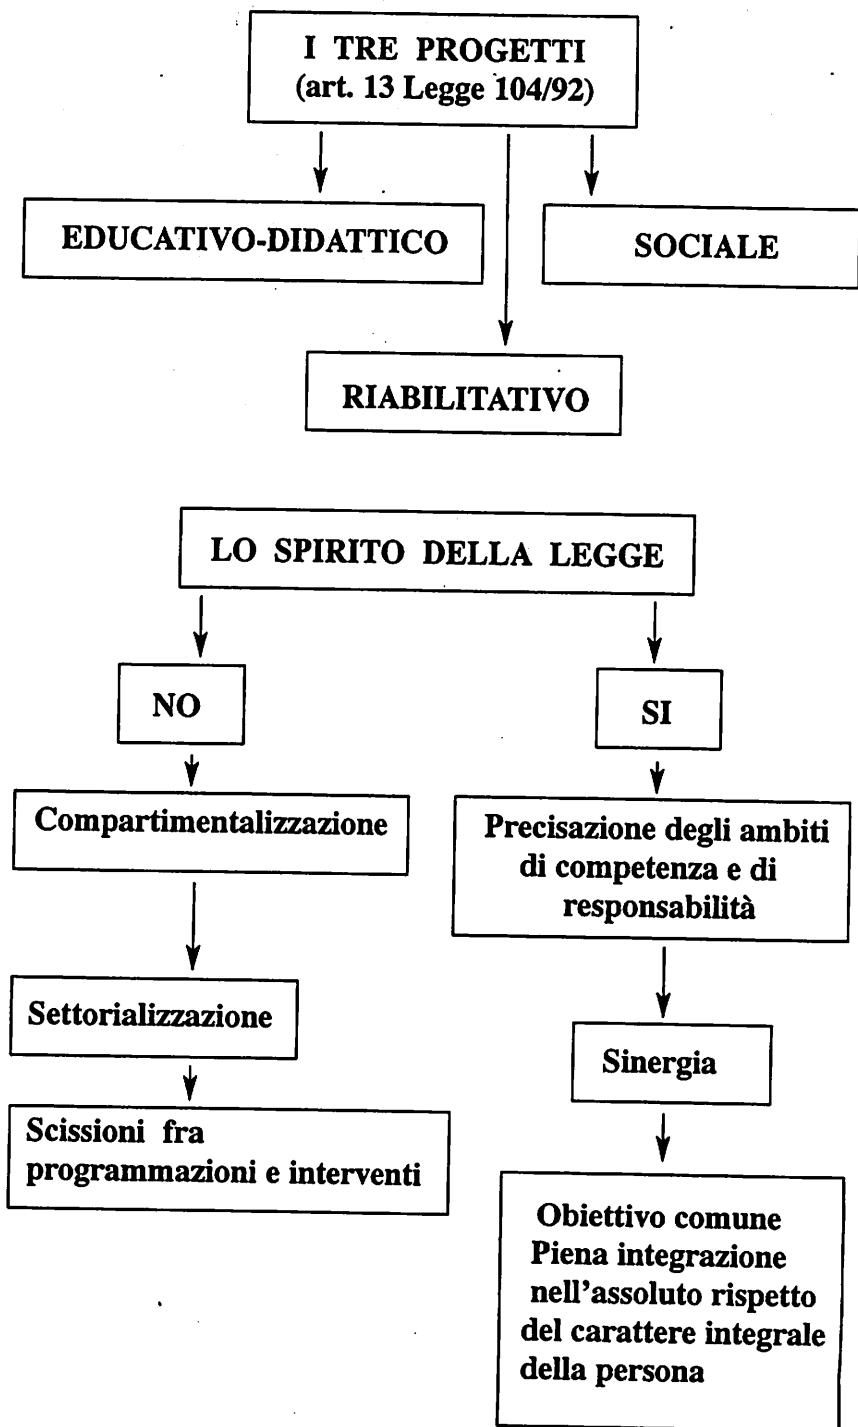 I TRE PROGETTI
(art. 13 Legge 104/92)
EDUCATIVO-DIDATTICO
SOCIALE
RIABILITATIVO
LO SPIRITO DELLA LEGGE
NO
SI
Compartimentalizzazione
Precisazione degli ambiti
di competenza e di
responsabilità
Settorializzazione
Sinergia
Scissioni fra
programmazioni e interventi
Obiettivo comune
Piena integrazione
nell'assoluto rispetto
del carattere integrale
della persona